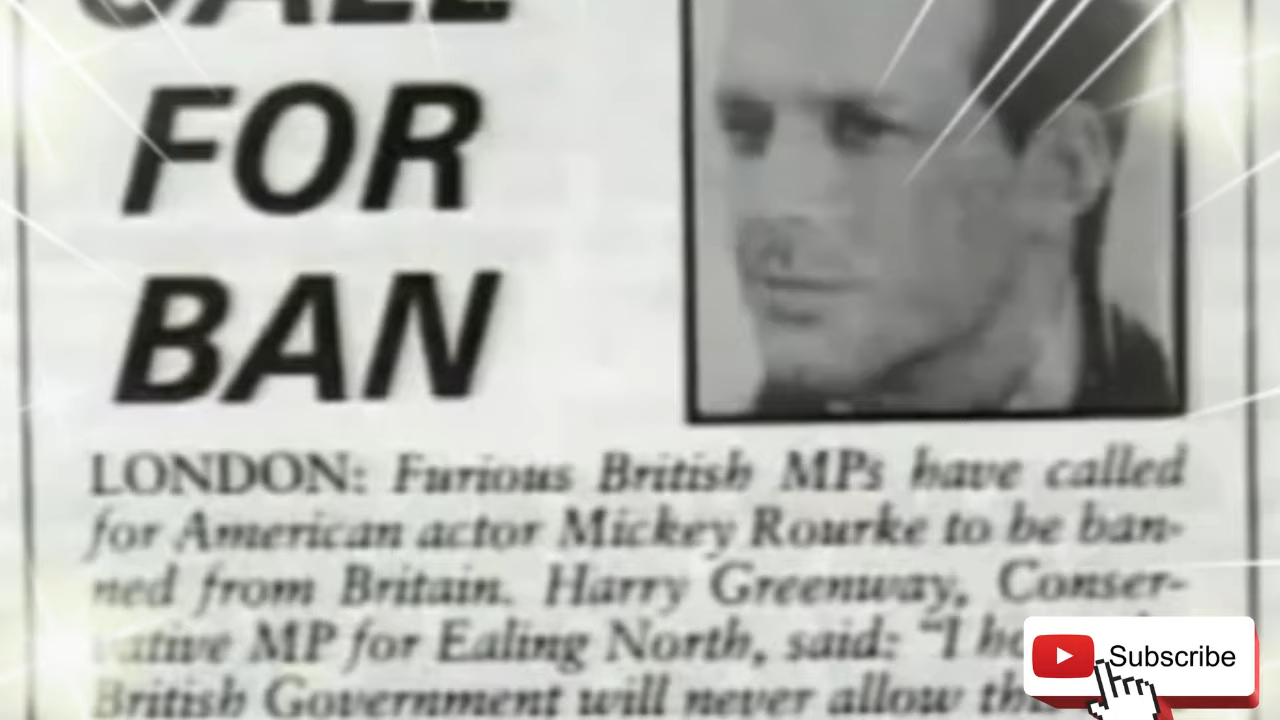 CALL
FOR
BAN
LONDON: Furious British MPs have called
for American actor Mickey Rourke to be ban-
ned from Britain. Harry Greenway, Conser-
vative MP for Ealing North, said: "I
British Government will never allow
Subscribe